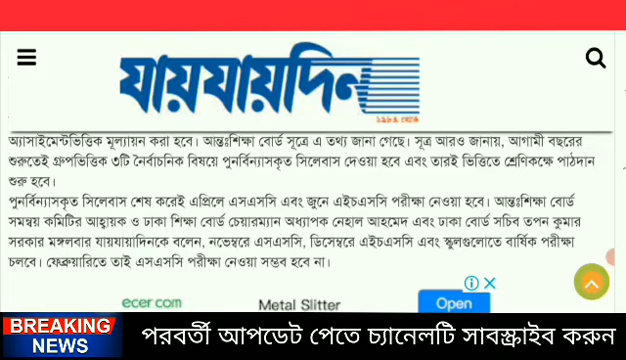 যায়যায়দিন
১৯৮৪ থেকে
অ্যাসাইমেন্টভিত্তিক মূল্যায়ন করা হবে। আন্তঃশিক্ষা বোর্ড সূত্রে এ তথ্য জানা গেছে। সূত্র আরও জানায়, আগামী বছরের
শুরুতেই গ্রুপভিত্তিক ৩টি নৈর্বাচনিক বিষয়ে পুনর্বিন্যাসকৃত সিলেবাস দেওয়া হবে এবং তারই ভিত্তিতে শ্রেণিকক্ষে পাঠদান
শুরু হবে।
পুনর্বিন্যাসকৃত সিলেবাস শেষ করেই এপ্রিলে এসএসসি এবং জুনে এইচএসসি পরীক্ষা নেওয়া হবে। আন্তঃশিক্ষা বোর্ড
সমন্বয় কমিটির আহ্বায়ক ও ঢাকা শিক্ষা বোর্ড চেয়ারম্যান অধ্যাপক নেহাল আহমেদ এবং ঢাকা বোর্ড সচিব তপন কুমার
সরকার মঙ্গলবার যায়যায়দিনকে বলেন, নভেম্বরে এসএসসি, ডিসেম্বরে এইচএসসি এবং স্কুলগুলোতে বার্ষিক পরীক্ষা
চলবে। ফেব্রুয়ারিতে তাই এসএসসি পরীক্ষা নেওয়া সম্ভব হবে না।
ecer com Metal Slitter Open
BREAKING NEWS
পরবর্তী আপডেট পেতে চ্যানেলটি সাবস্ক্রাইব করুন